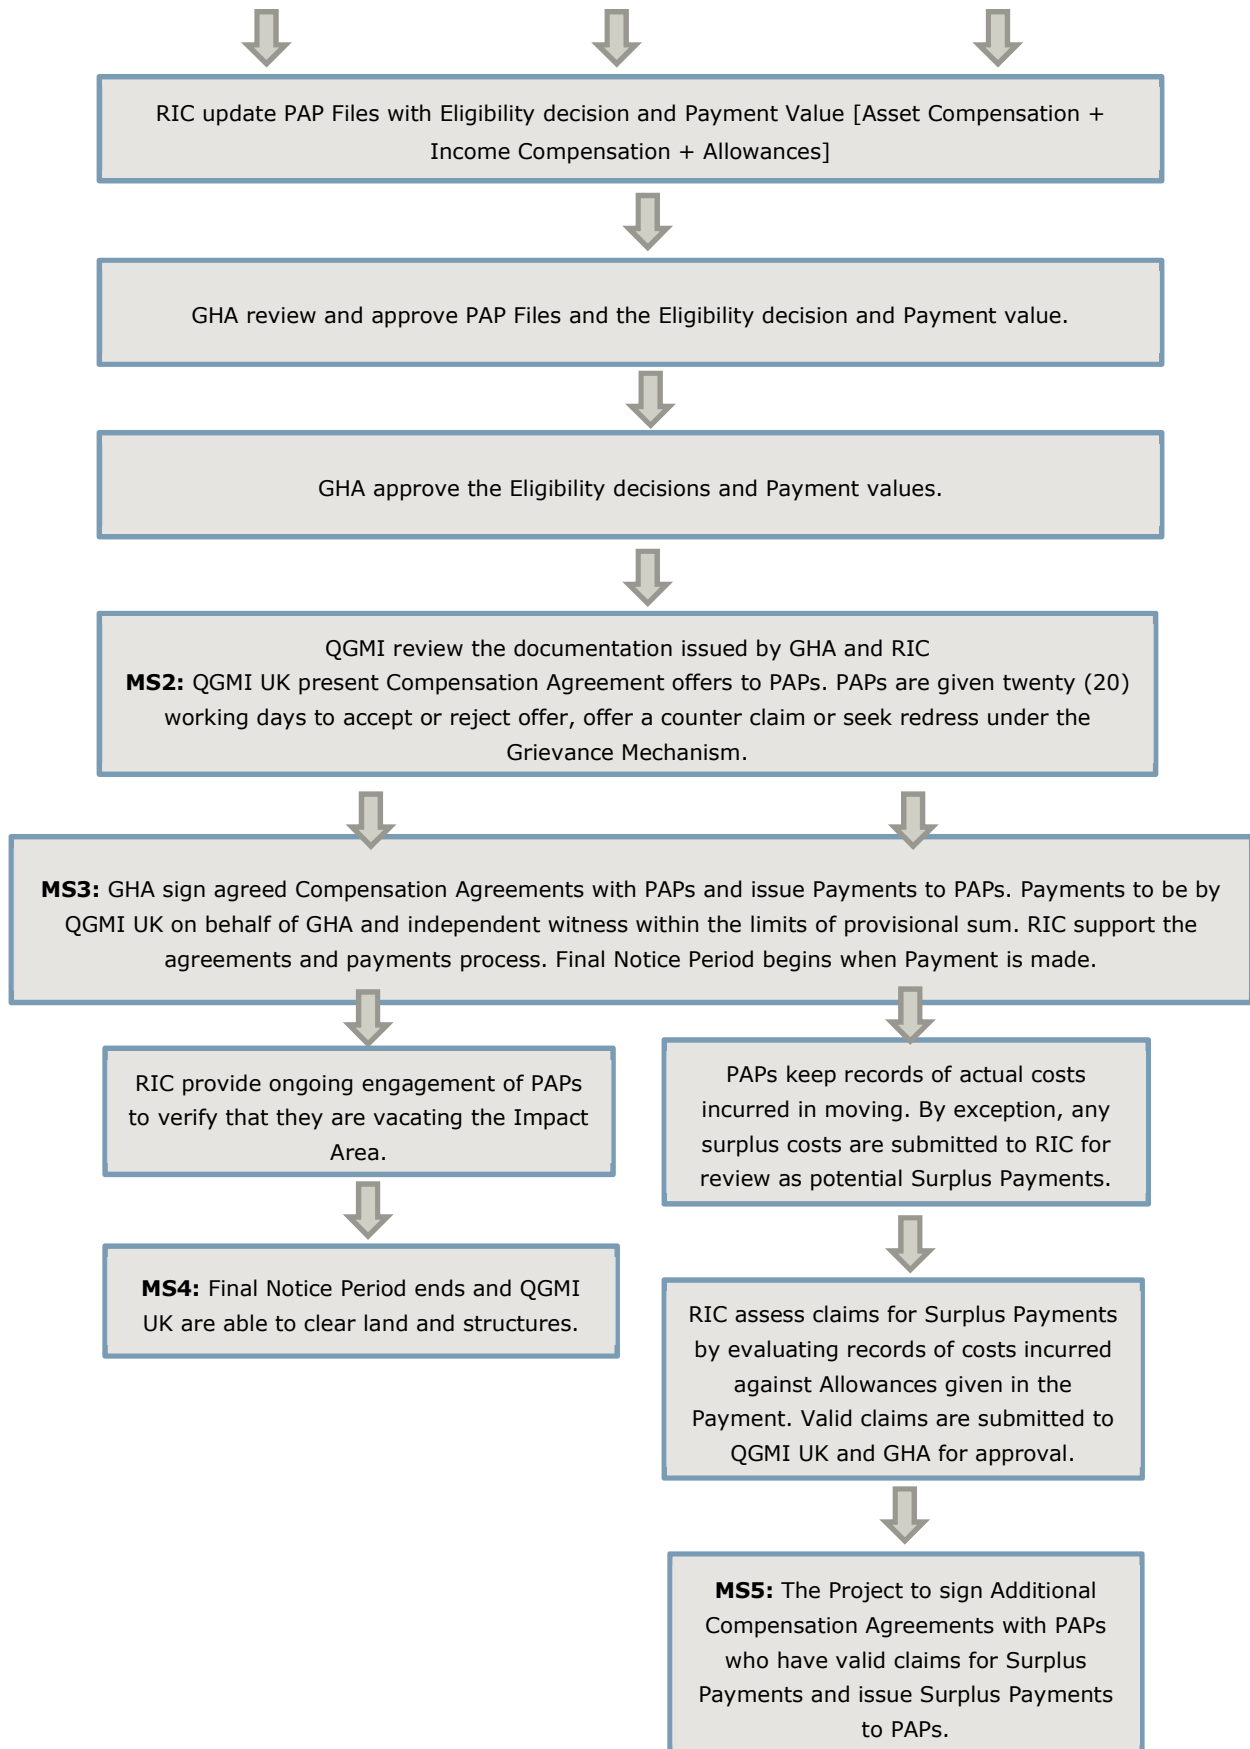 RIC update PAP Files with Eligibility decision and Payment Value [Asset Compensation +
Income Compensation + Allowances]
GHA review and approve PAP Files and the Eligibility decision and Payment value.
GHA approve the Eligibility decisions and Payment values.
QGMI review the documentation issued by GHA and RIC
MS2: QGMI UK present Compensation Agreement offers to PAPs. PAPs are given twenty (20)
working days to accept or reject offer, offer a counter claim or seek redress under the
Grievance Mechanism.
MS3: GHA sign agreed Compensation Agreements with PAPs and issue Payments to PAPs. Payments to be by
QGMI UK on behalf of GHA and independent witness within the limits of provisional sum. RIC support the
agreements and payments process. Final Notice Period begins when Payment is made.
RIC provide ongoing engagement of PAPs
to verify that they are vacating the Impact
Area.
MS4: Final Notice Period ends and QGMI
UK are able to clear land and structures.
PAPs keep records of actual costs
incurred in moving. By exception, any
surplus costs are submitted to RIC for
review as potential Surplus Payments.
RIC assess claims for Surplus Payments
by evaluating records of costs incurred
against Allowances given in the
Payment. Valid claims are submitted to
QGMI UK and GHA for approval.
MS5: The Project to sign Additional
Compensation Agreements with PAPs
who have valid claims for Surplus
Payments and issue Surplus Payments
to PAPs.